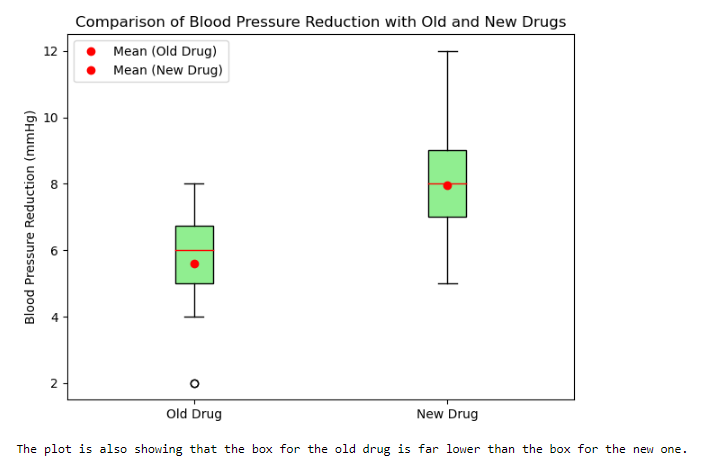 Comparison of Blood Pressure Reduction with Old and New Drugs
Mean (Old Drug)
Mean (New Drug)
Blood Pressure Reduction (mmHg)
12
10
8
6
4
2
Old Drug
New Drug
The plot is also showing that the box for the old drug is far lower than the box for the new one.